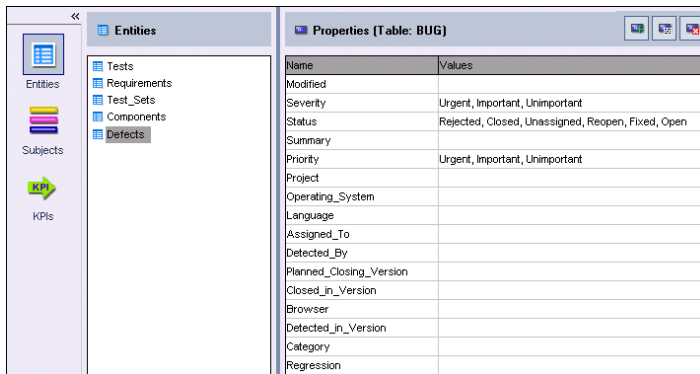 «
Entities
Subjects
KPI
KPIs
Entities
Tests
Requirements
Test_Sets
Components
Defects
Properties (Table: BUG)
Name Values
Modified
Severity Urgent, Important, Unimportant
Status Rejected, Closed, Unassigned, Reopen, Fixed, Open
Summary
Priority Urgent, Important, Unimportant
Project
Operating_System
Language
Assigned_To
Detected_By
Planned_Closing_Version
Closed_in_Version
Browser
Detected_in_Version
Category
Regression